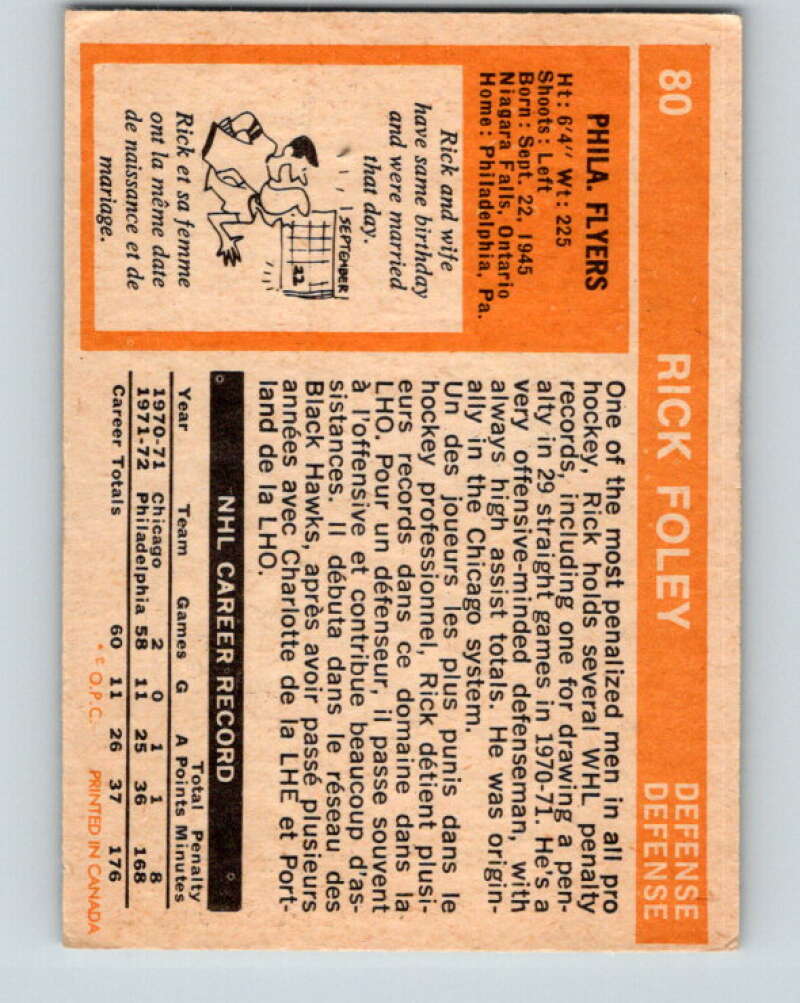 80
RICK FOLEY
DEFENSE
DEFENSE
PHILA. FLYERS
Ht: 6'4" Wt: 225
Shoots: Left
Born: Sept. 22, 1945
Niagara Falls, Ontario
Home: Philadelphia, Pa.
Rick and wife
have same birthday
and were married
that day.
SEPTEMBER
22
Rick et sa femme
ont la même date
de naissance et de
mariage.
One of the most penalized men in all pro
hockey, Rick holds several WHL penalty
records, including one for drawing a pen-
alty in 29 straight games in 1970-71. He's a
very offensive-minded defenseman, with
always high assist totals. He was origin-
ally in the Chicago system.
Un des joueurs les plus punis dans le
hockey professionnel, Rick détient plusi-
eurs records dans ce domaine dans la
LHO. Pour un défenseur, il passe souvent
à l'offensive et contribue beaucoup d'as-
sistances. Il débuta dans le réseau des
Black Hawks, après avoir passé plusieurs
années avec Charlotte de la LHE et Port-
land de la LHO.
NHL CAREER RECORD
Total Penalty
Year Team Games G A Points Minutes
1970-71 Chicago 2 0 1 1 8
1971-72 Philadelphia 58 11 25 36 168
Career Totals 60 11 26 37 176
* © O.P.C. PRINTED IN CANADA